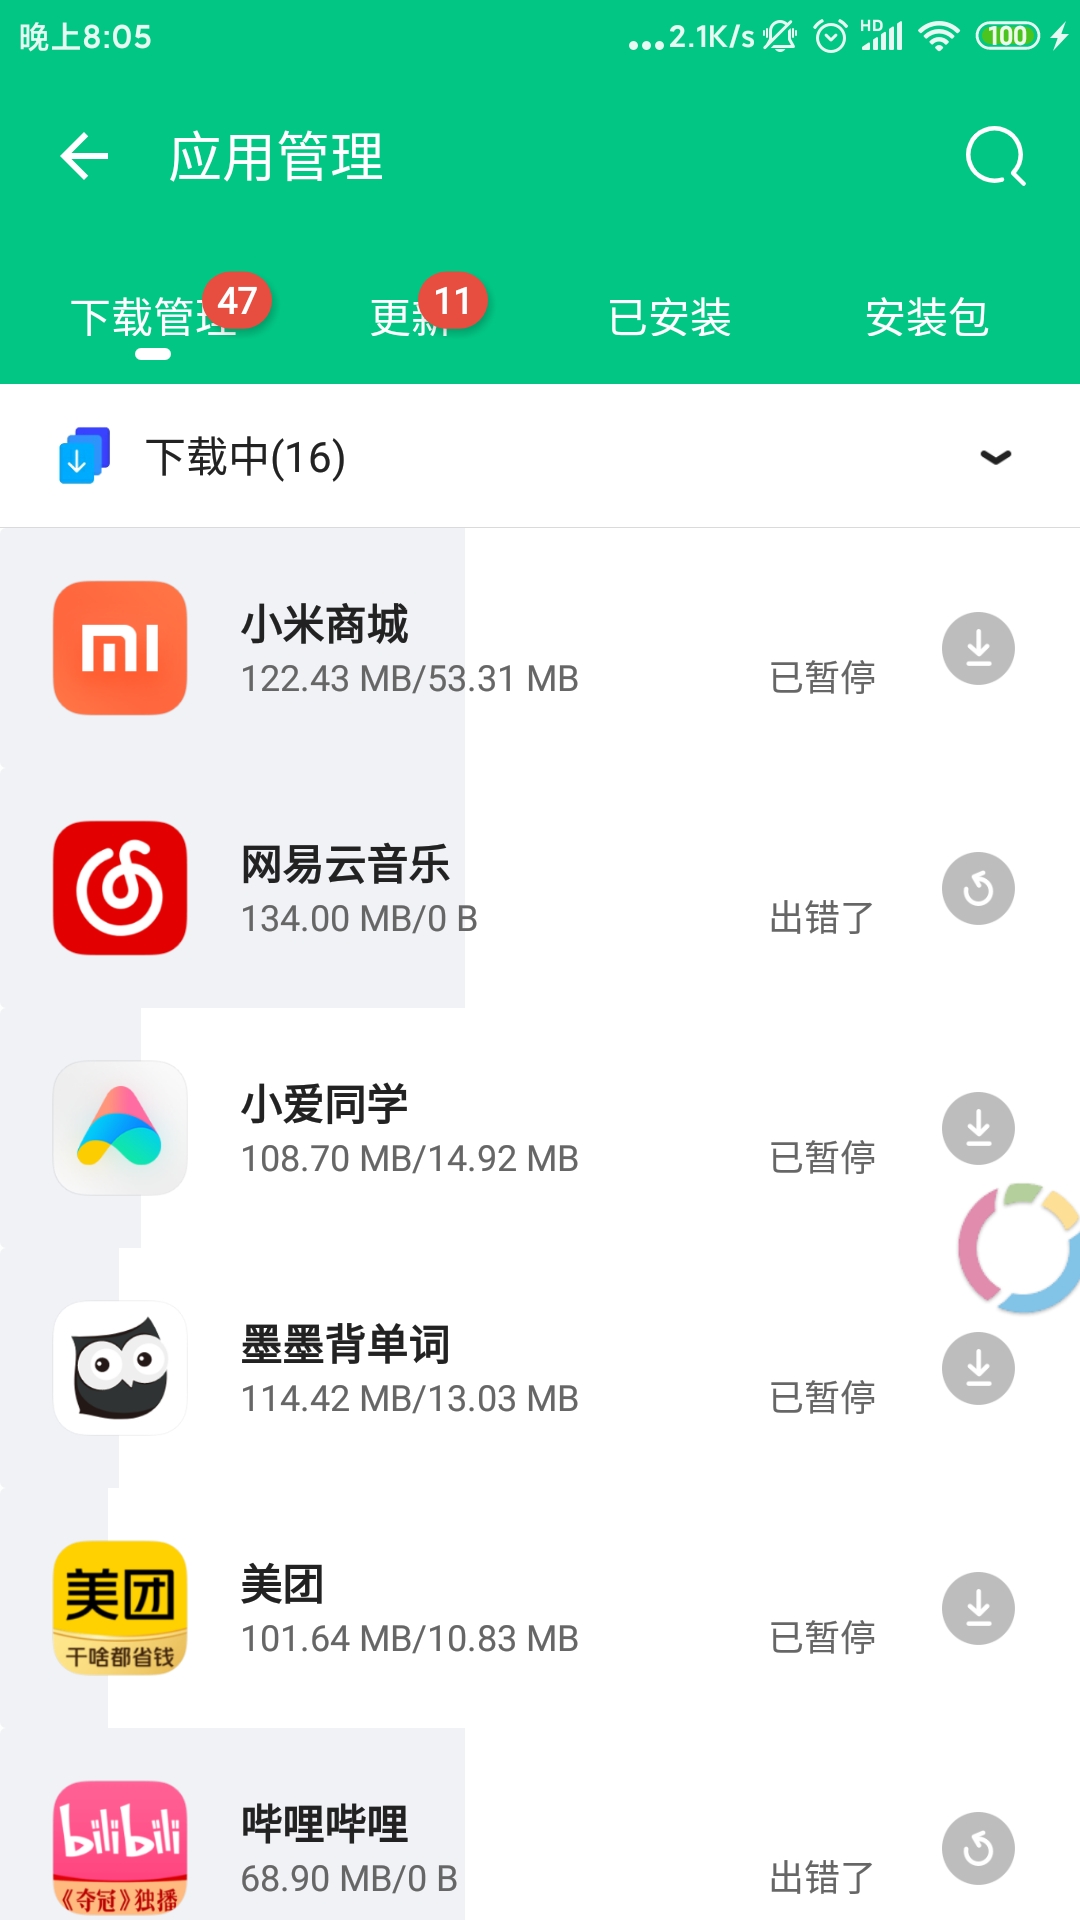 晚上8:05
...2.1K/s HD 100
应用管理
下载管理 47 更新 11 已安装 安装包
下载中(16)
小米商城
122.43 MB/53.31 MB 已暂停
网易云音乐
134.00 MB/0 B 出错了
小爱同学
108.70 MB/14.92 MB 已暂停
墨墨背单词
114.42 MB/13.03 MB 已暂停
美团
干啥都省钱
美团
101.64 MB/10.83 MB 已暂停
bilibili
《夺冠》独播
哔哩哔哩
68.90 MB/0 B 出错了